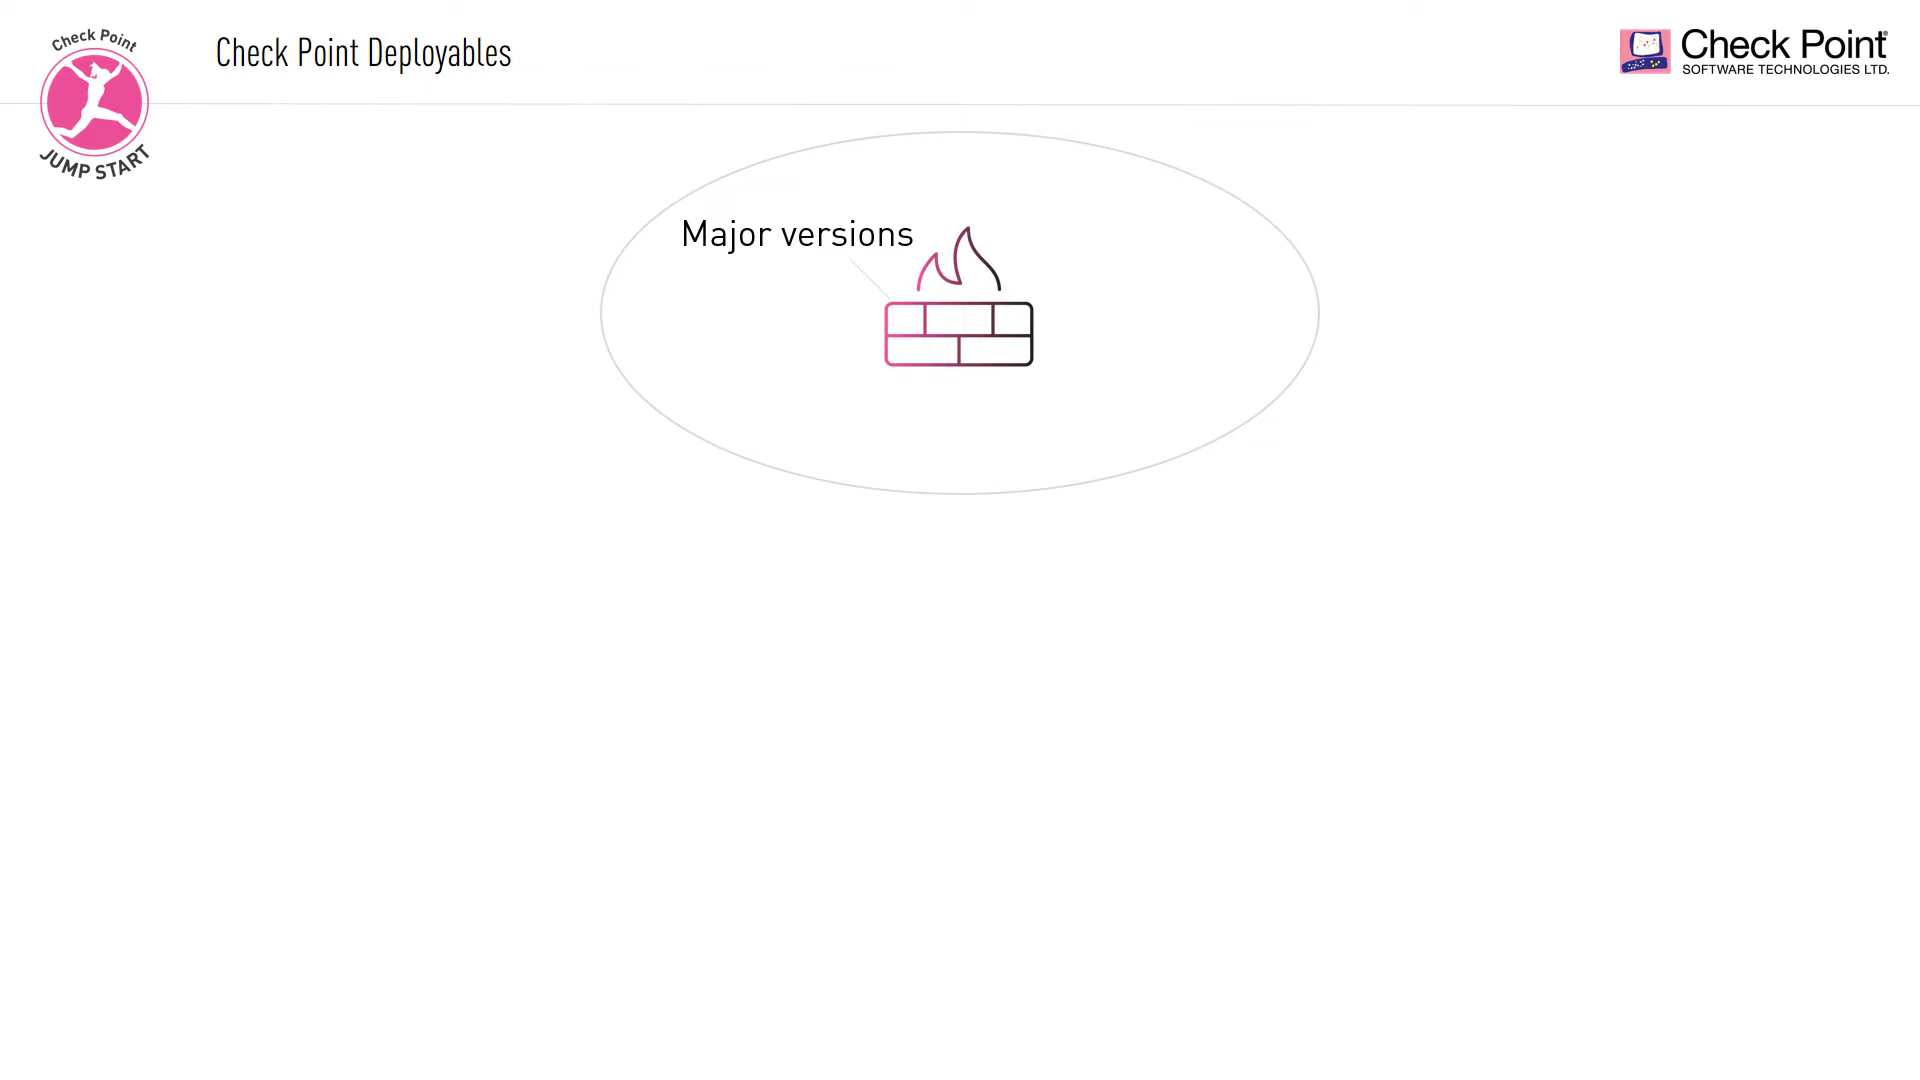 Check Point
JUMP START
Check Point Deployables
Check Point®
SOFTWARE TECHNOLOGIES LTD.
Major versions